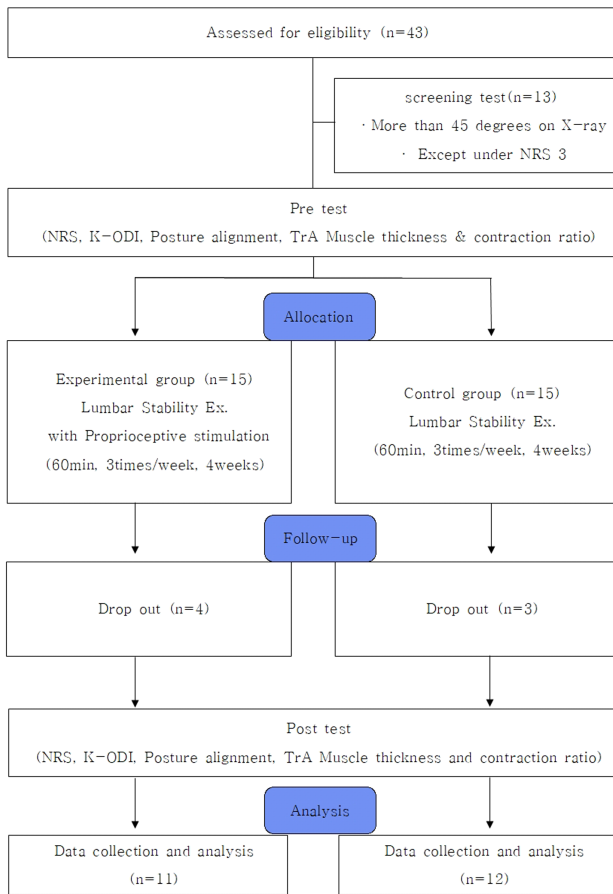 Assessed for eligibility (n=43)
screening test(n=13)
· More than 45 degrees on X-ray
· Except under NRS 3
Pre test
(NRS, K-ODI, Posture alignment, TrA Muscle thickness & contraction ratio)
Allocation
Experimental group (n=15)
Lumbar Stability Ex.
with Proprioceptive stimulation
(60min, 3times/week, 4weeks)
Control group (n=15)
Lumbar Stability Ex.
(60min, 3times/week, 4weeks)
Follow-up
Drop out (n=4)
Drop out (n=3)
Post test
(NRS, K-ODI, Posture alignment, TrA Muscle thickness and contraction ratio)
Analysis
Data collection and analysis
(n=11)
Data collection and analysis
(n=12)